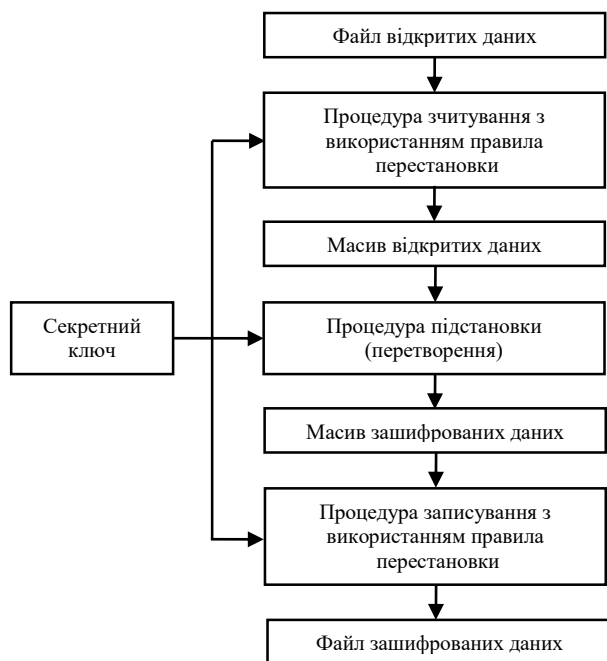 Файл відкритих даних
Процедура зчитування з
використанням правила
перестановки
Масив відкритих даних
Секретний
ключ
Процедура підстановки
(перетворення)
Масив зашифрованих даних
Процедура записування з
використанням правила
перестановки
Файл зашифрованих даних